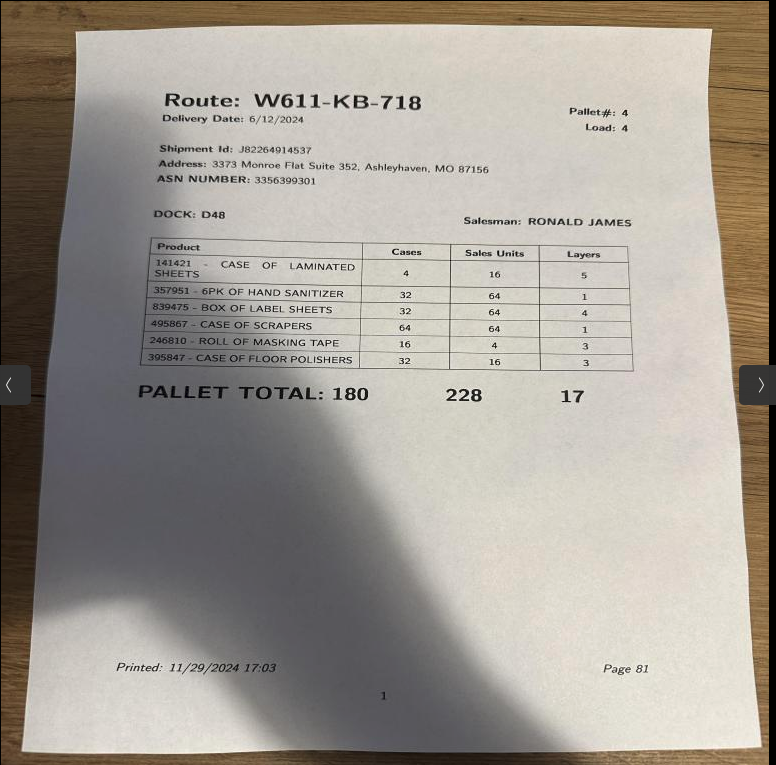 Route: W611-KB-718
Delivery Date: 6/12/2024
Pallet#: 4
Load: 4
Shipment Id: J82264914537
Address: 3373 Monroe Flat Suite 352, Ashleyhaven, MO 87156
ASN NUMBER: 3356399301
DOCK: D48
Salesman: RONALD JAMES
Product Cases Sales Units Layers
141421 - CASE OF LAMINATED
SHEETS 4 16 5
357951 - 6PK OF HAND SANITIZER 32 64 1
839475 - BOX OF LABEL SHEETS 32 64 4
495867 - CASE OF SCRAPERS 64 64 1
246810 - ROLL OF MASKING TAPE 16 4 3
395847 - CASE OF FLOOR POLISHERS 32 16 3
PALLET TOTAL: 180 228 17
Printed: 11/29/2024 17:03
Page 81
1